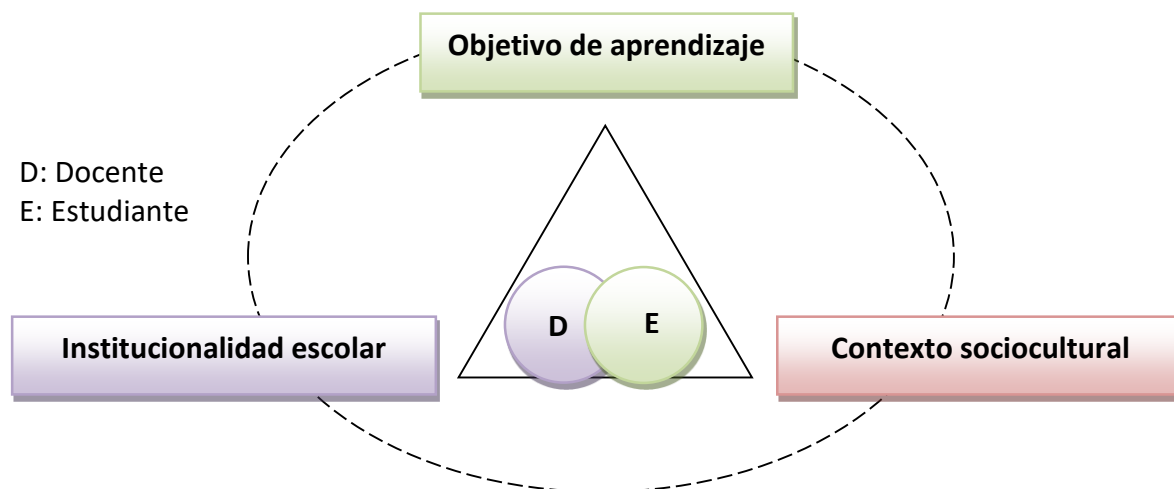 Objetivo de aprendizaje
D: Docente
E: Estudiante
D
E
Institucionalidad escolar
Contexto sociocultural